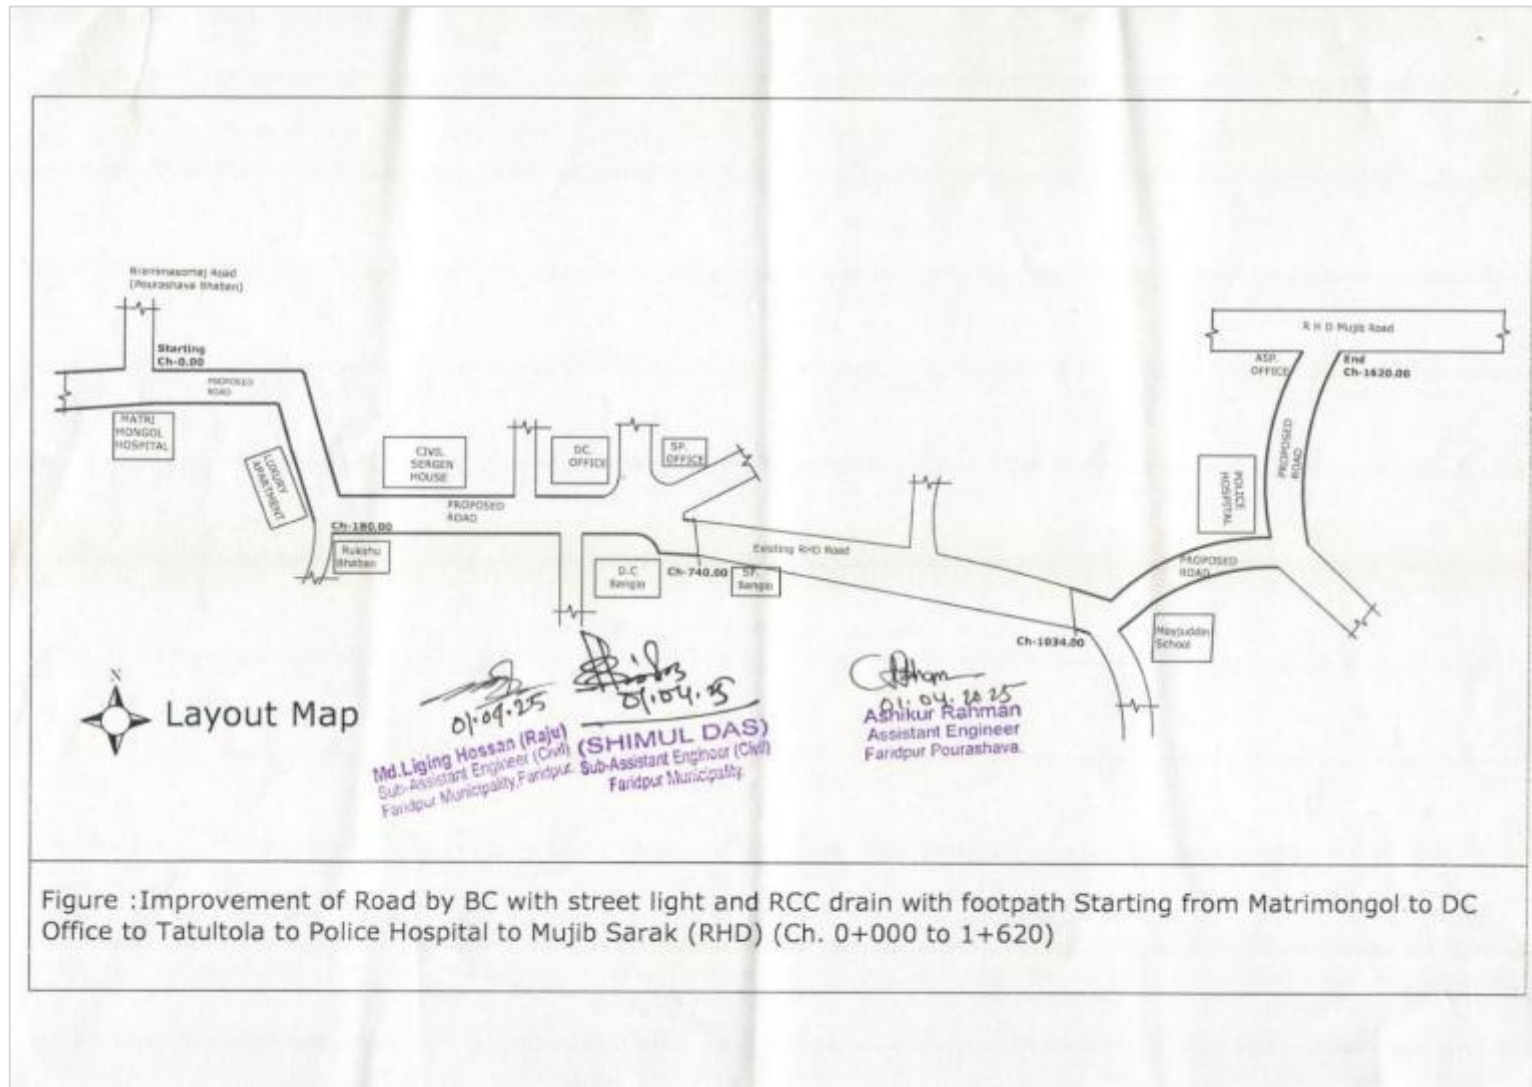 Brammasomaj Road
(Pourashava Bhaban)
Starting
Ch-0.00
PROPOSED
ROAD
MATRI
MONGOL
HOSPITAL
LUXURY
APARTMENT
CIVIL
SERGEN
HOUSE
DC.
OFFICE
SP.
OFFICE
PROPOSED
ROAD
Ch-180.00
Rukshu
Bhaban
D.C
Banglo
Ch-740.00
SP.
Banglo
Existing RHD Road
Ch-1034.00
Moyjuddin
School
PROPOSED
ROAD
POLICE
HOSPITAL
PROPOSED
ROAD
ASP.
OFFICE
R H D Mujib Road
End
Ch-1620.00
N
Layout Map
01.04.25
Md.Liging Hossan (Raju)
Sub-Assistant Engineer (Civil)
Faridpur Municipality,Faridpur.
01.04.25
(SHIMUL DAS)
Sub-Assistant Engineer (Civil)
Faridpur Municipality.
01.04.2025
Ashikur Rahman
Assistant Engineer
Faridpur Pourashava.
Figure :Improvement of Road by BC with street light and RCC drain with footpath Starting from Matrimongol to DC
Office to Tatultola to Police Hospital to Mujib Sarak (RHD) (Ch. 0+000 to 1+620)